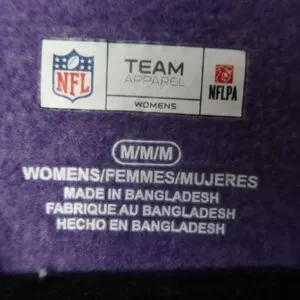 NFL
TEAM
APPAREL
WOMENS
NFLPA
M/M/M
WOMENS/FEMMES/MUJERES
MADE IN BANGLADESH
FABRIQUE AU BANGLADESH
HECHO EN BANGLADESH